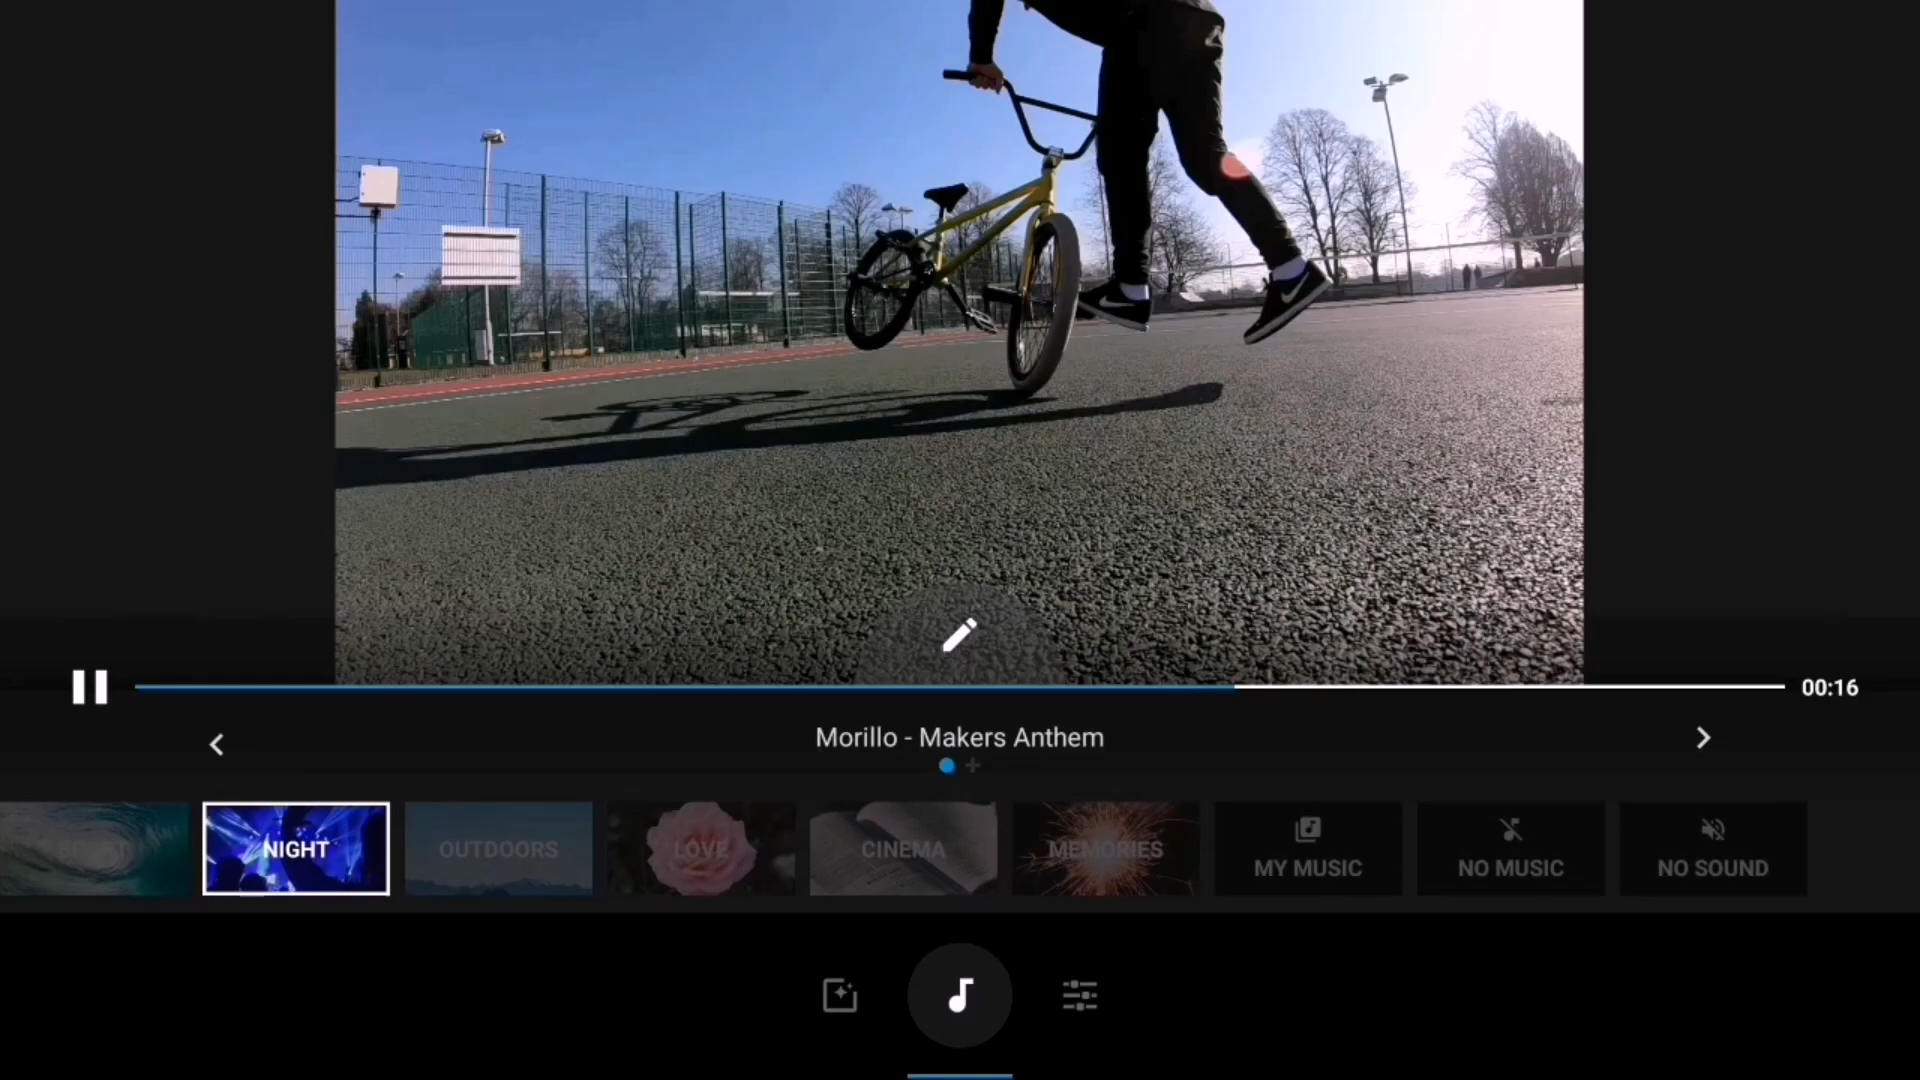 00:16
Morillo - Makers Anthem
NIGHT
OUTDOORS
LOVE
CINEMA
MEMORIES
MY MUSIC
NO MUSIC
NO SOUND